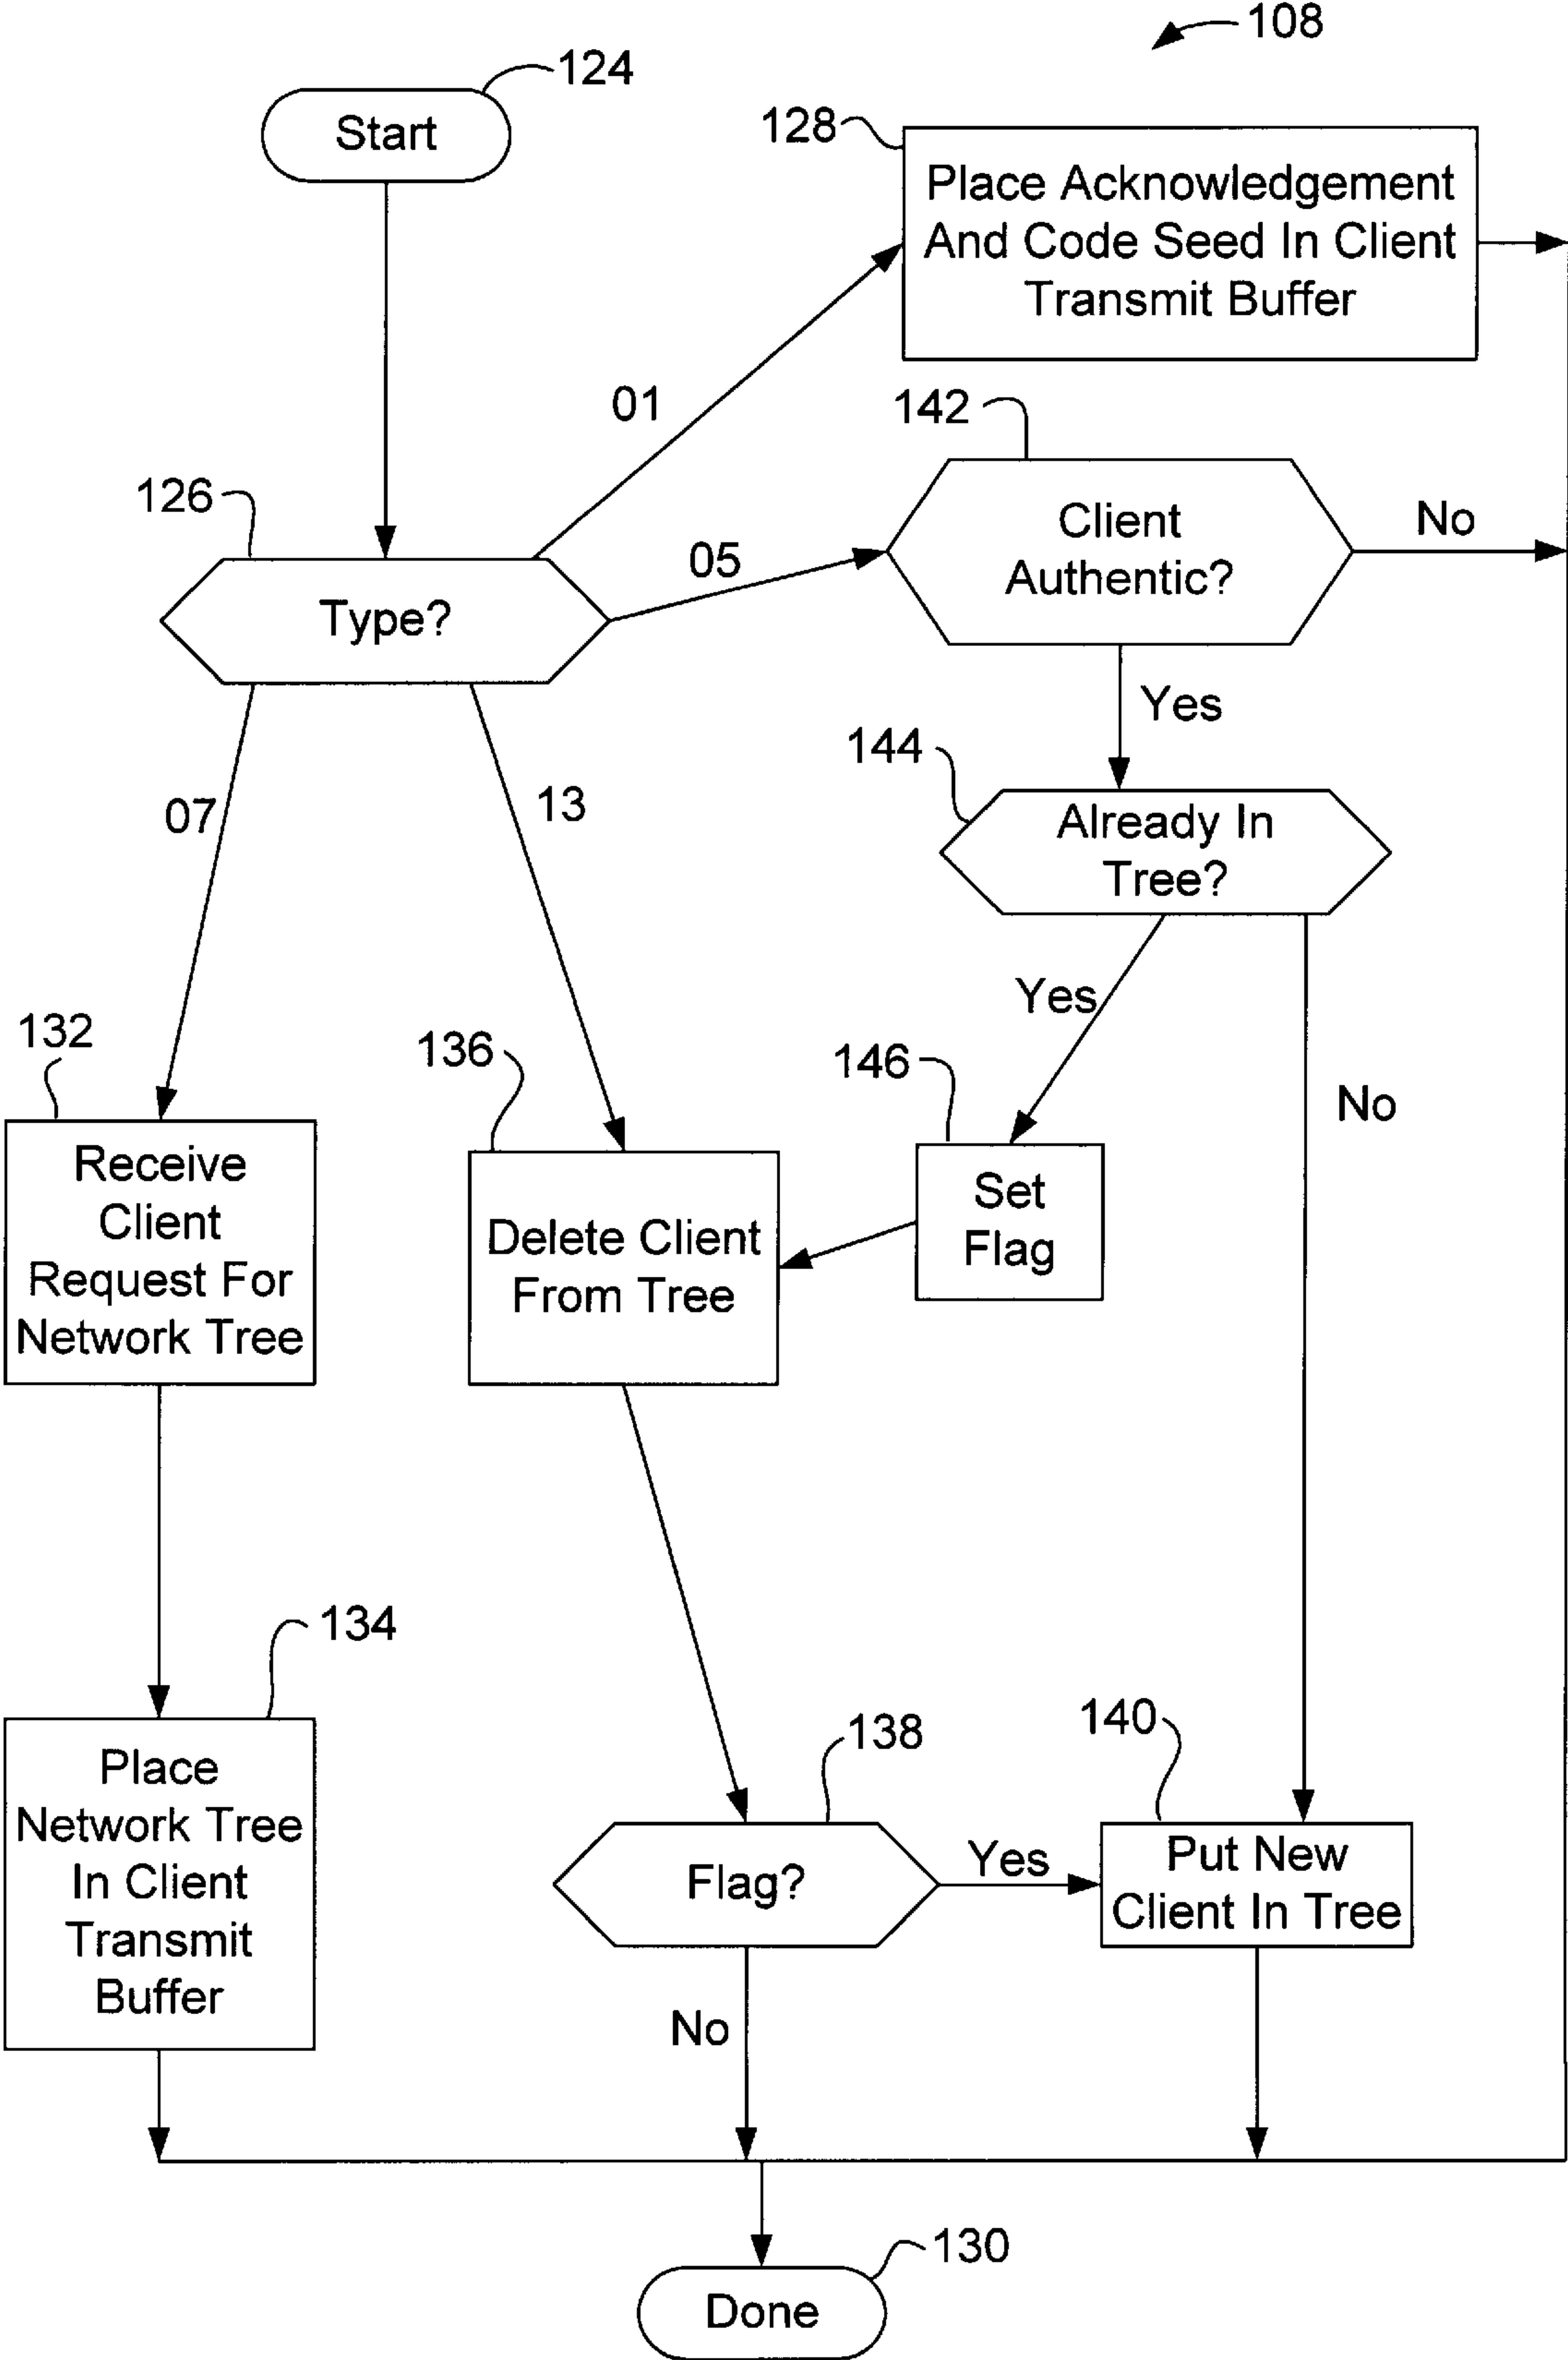 108
124
Start
128
Place Acknowledgement
And Code Seed In Client
Transmit Buffer
01
142
126
Client
Authentic?
No
05
Type?
Yes
144
07
13
Already In
Tree?
Yes
132
136
146
No
Receive
Client
Request For
Network Tree
Delete Client
From Tree
Set
Flag
134
138
140
Place
Network Tree
In Client
Transmit
Buffer
Flag?
Yes
Put New
Client In Tree
No
130
Done